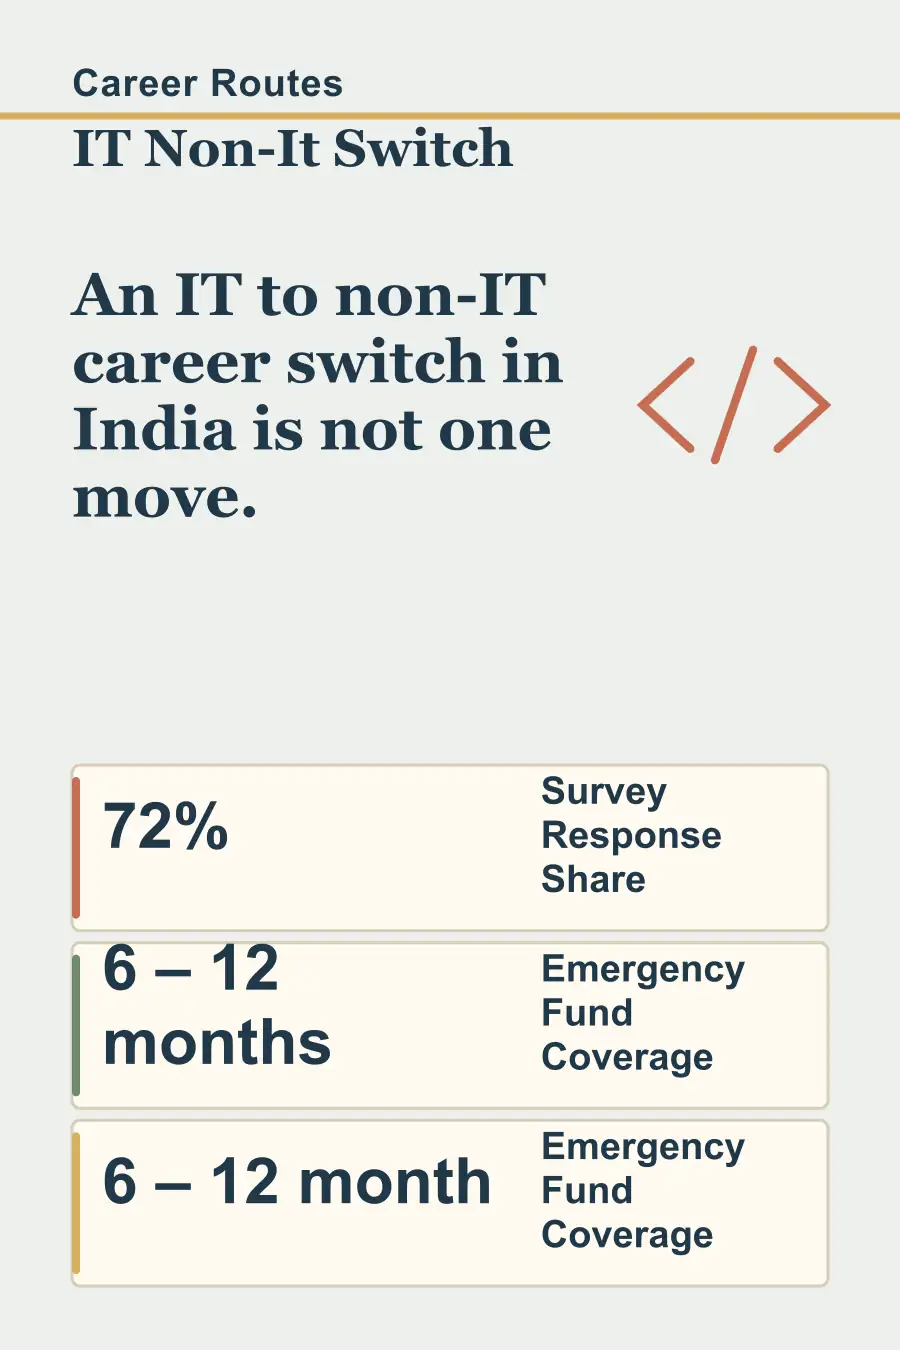 Career Routes
IT Non-It Switch
An IT to non-IT
career switch in
India is not one
move.
72%
Survey
Response
Share
6 – 12
months
Emergency
Fund
Coverage
6 – 12 month
Emergency
Fund
Coverage